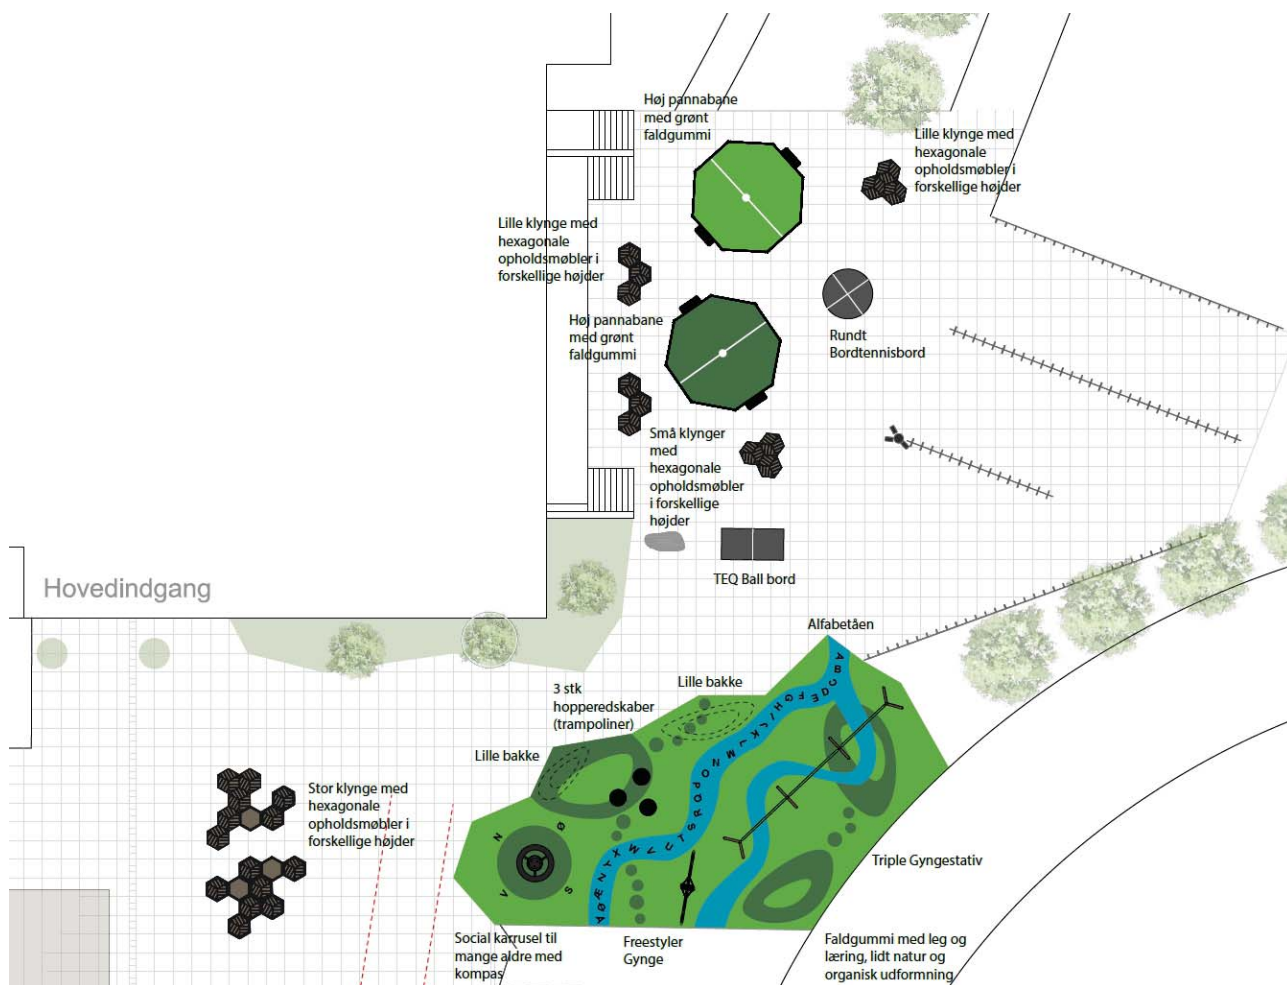 Høj pannabane
med grønt
faldgummi
Lille klynge med
hexagonale
opholdsmøbler i
forskellige højder
Lille klynge med
hexagonale
opholdsmøbler i
forskellige højder
Høj pannabane
med grønt
faldgummi
Rundt
Bordtennisbord
Små klynger
med
hexagonale
opholdsmøbler
i forskellige
højder
TEQ Ball bord
Hovedindgang
Alfabetåen
3 stk
hopperedskaber
(trampoliner)
Lille bakke
Lille bakke
Stor klynge med
hexagonale
opholdsmøbler i
forskellige højder
N
Ø
S
V
Triple Gyngestativ
Social karrusel til
mange aldre med
kompas
Freestyler
Gynge
Faldgummi med leg og
læring, lidt natur og
organisk udformning